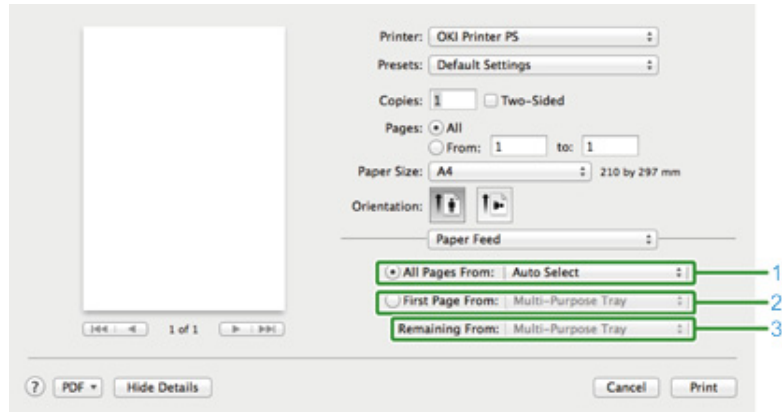 Printer: OKI Printer PS
Presets: Default Settings
Copies: 1 Two-Sided
Pages: All
From: 1 to: 1
Paper Size: A4 210 by 297 mm
Orientation:
Paper Feed
All Pages From: Auto Select 1
First Page From: Multi-Purpose Tray 2
Remaining From: Multi-Purpose Tray 3
1 of 1
? PDF Hide Details Cancel Print